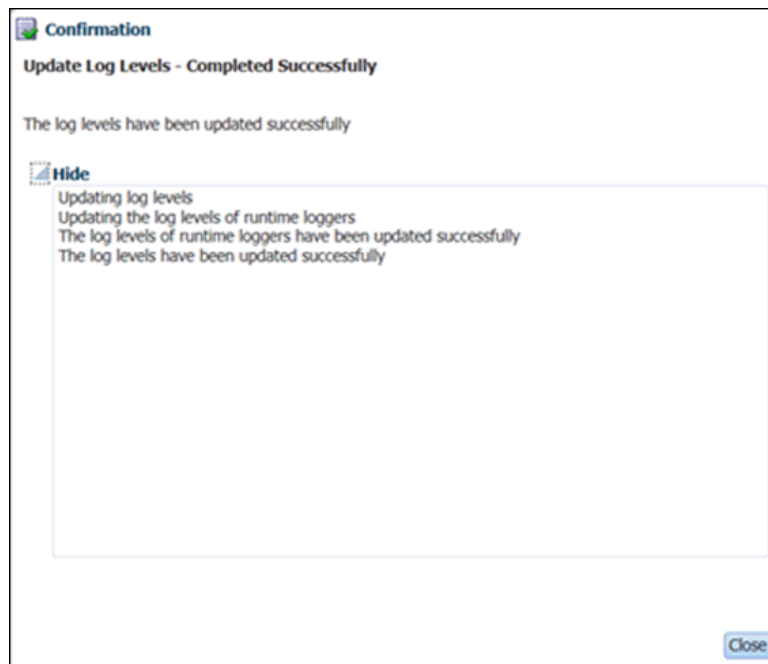 Confirmation
Update Log Levels - Completed Successfully
The log levels have been updated successfully
Hide
Updating log levels
Updating the log levels of runtime loggers
The log levels of runtime loggers have been updated successfully
The log levels have been updated successfully
Close